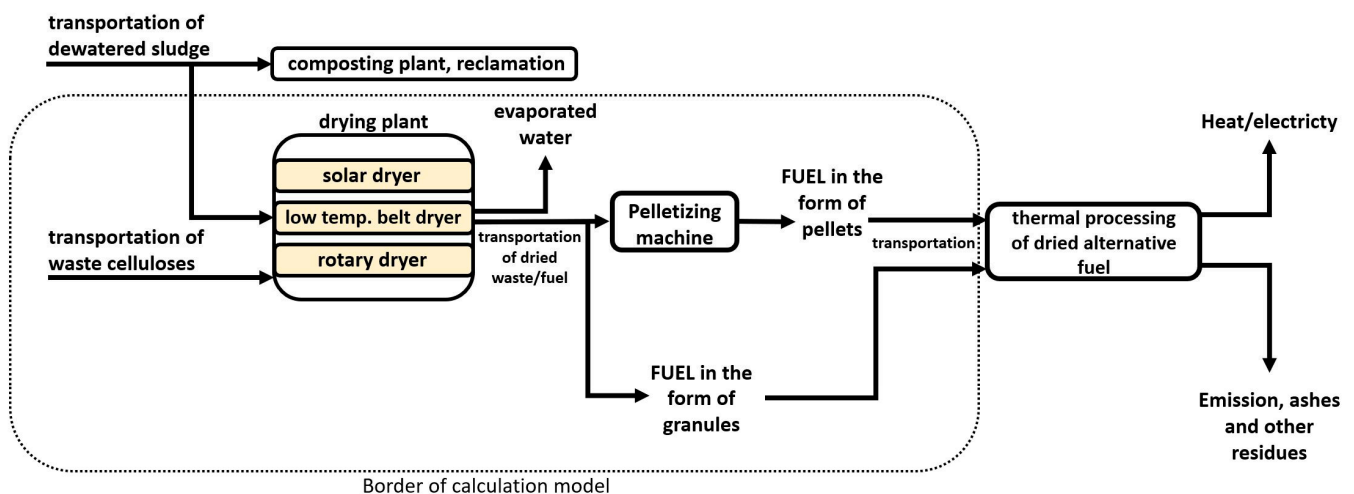 transportation of
dewatered sludge
composting plant, reclamation
drying plant
evaporated
water
solar dryer
low temp. belt dryer
rotary dryer
transportation of
waste celluloses
transportation
of dried
waste/fuel
Pelletizing
machine
FUEL in the
form of
pellets
transportation
FUEL in the
form of
granules
thermal processing
of dried alternative
fuel
Heat/electricty
Emission, ashes
and other
residues
Border of calculation model